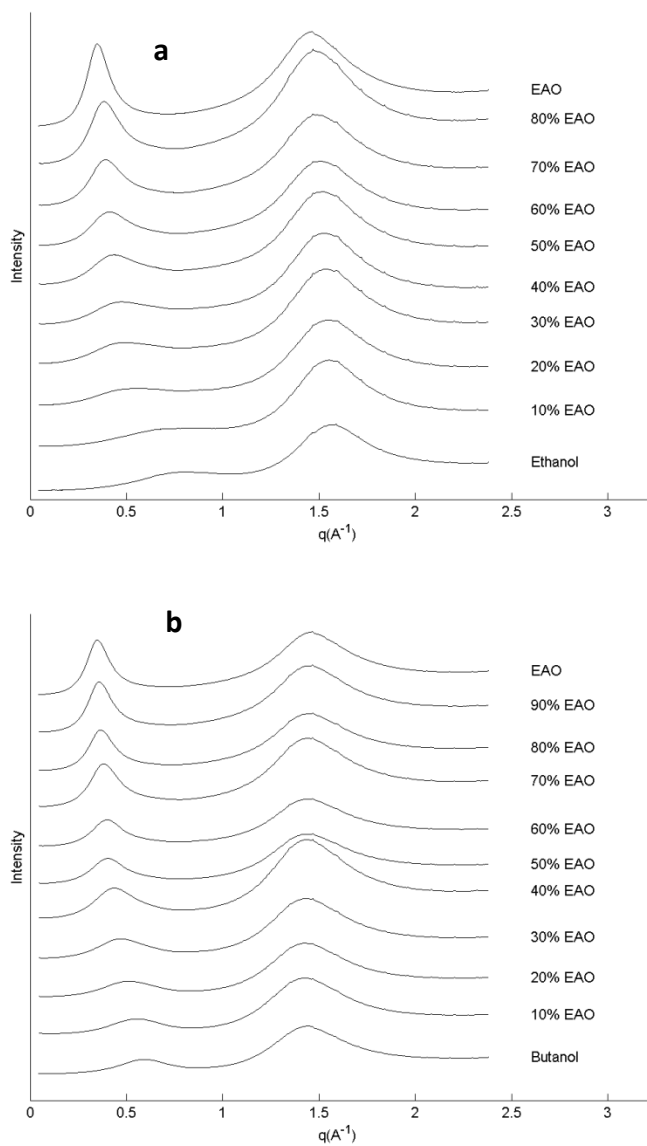 a
EAO
80% EAO
70% EAO
60% EAO
50% EAO
40% EAO
30% EAO
20% EAO
10% EAO
Ethanol
Intensity
0 0.5 1 1.5 2 2.5 3
q(A⁻¹)
b
EAO
90% EAO
80% EAO
70% EAO
60% EAO
50% EAO
40% EAO
30% EAO
20% EAO
10% EAO
Butanol
Intensity
0 0.5 1 1.5 2 2.5 3
q(A⁻¹)